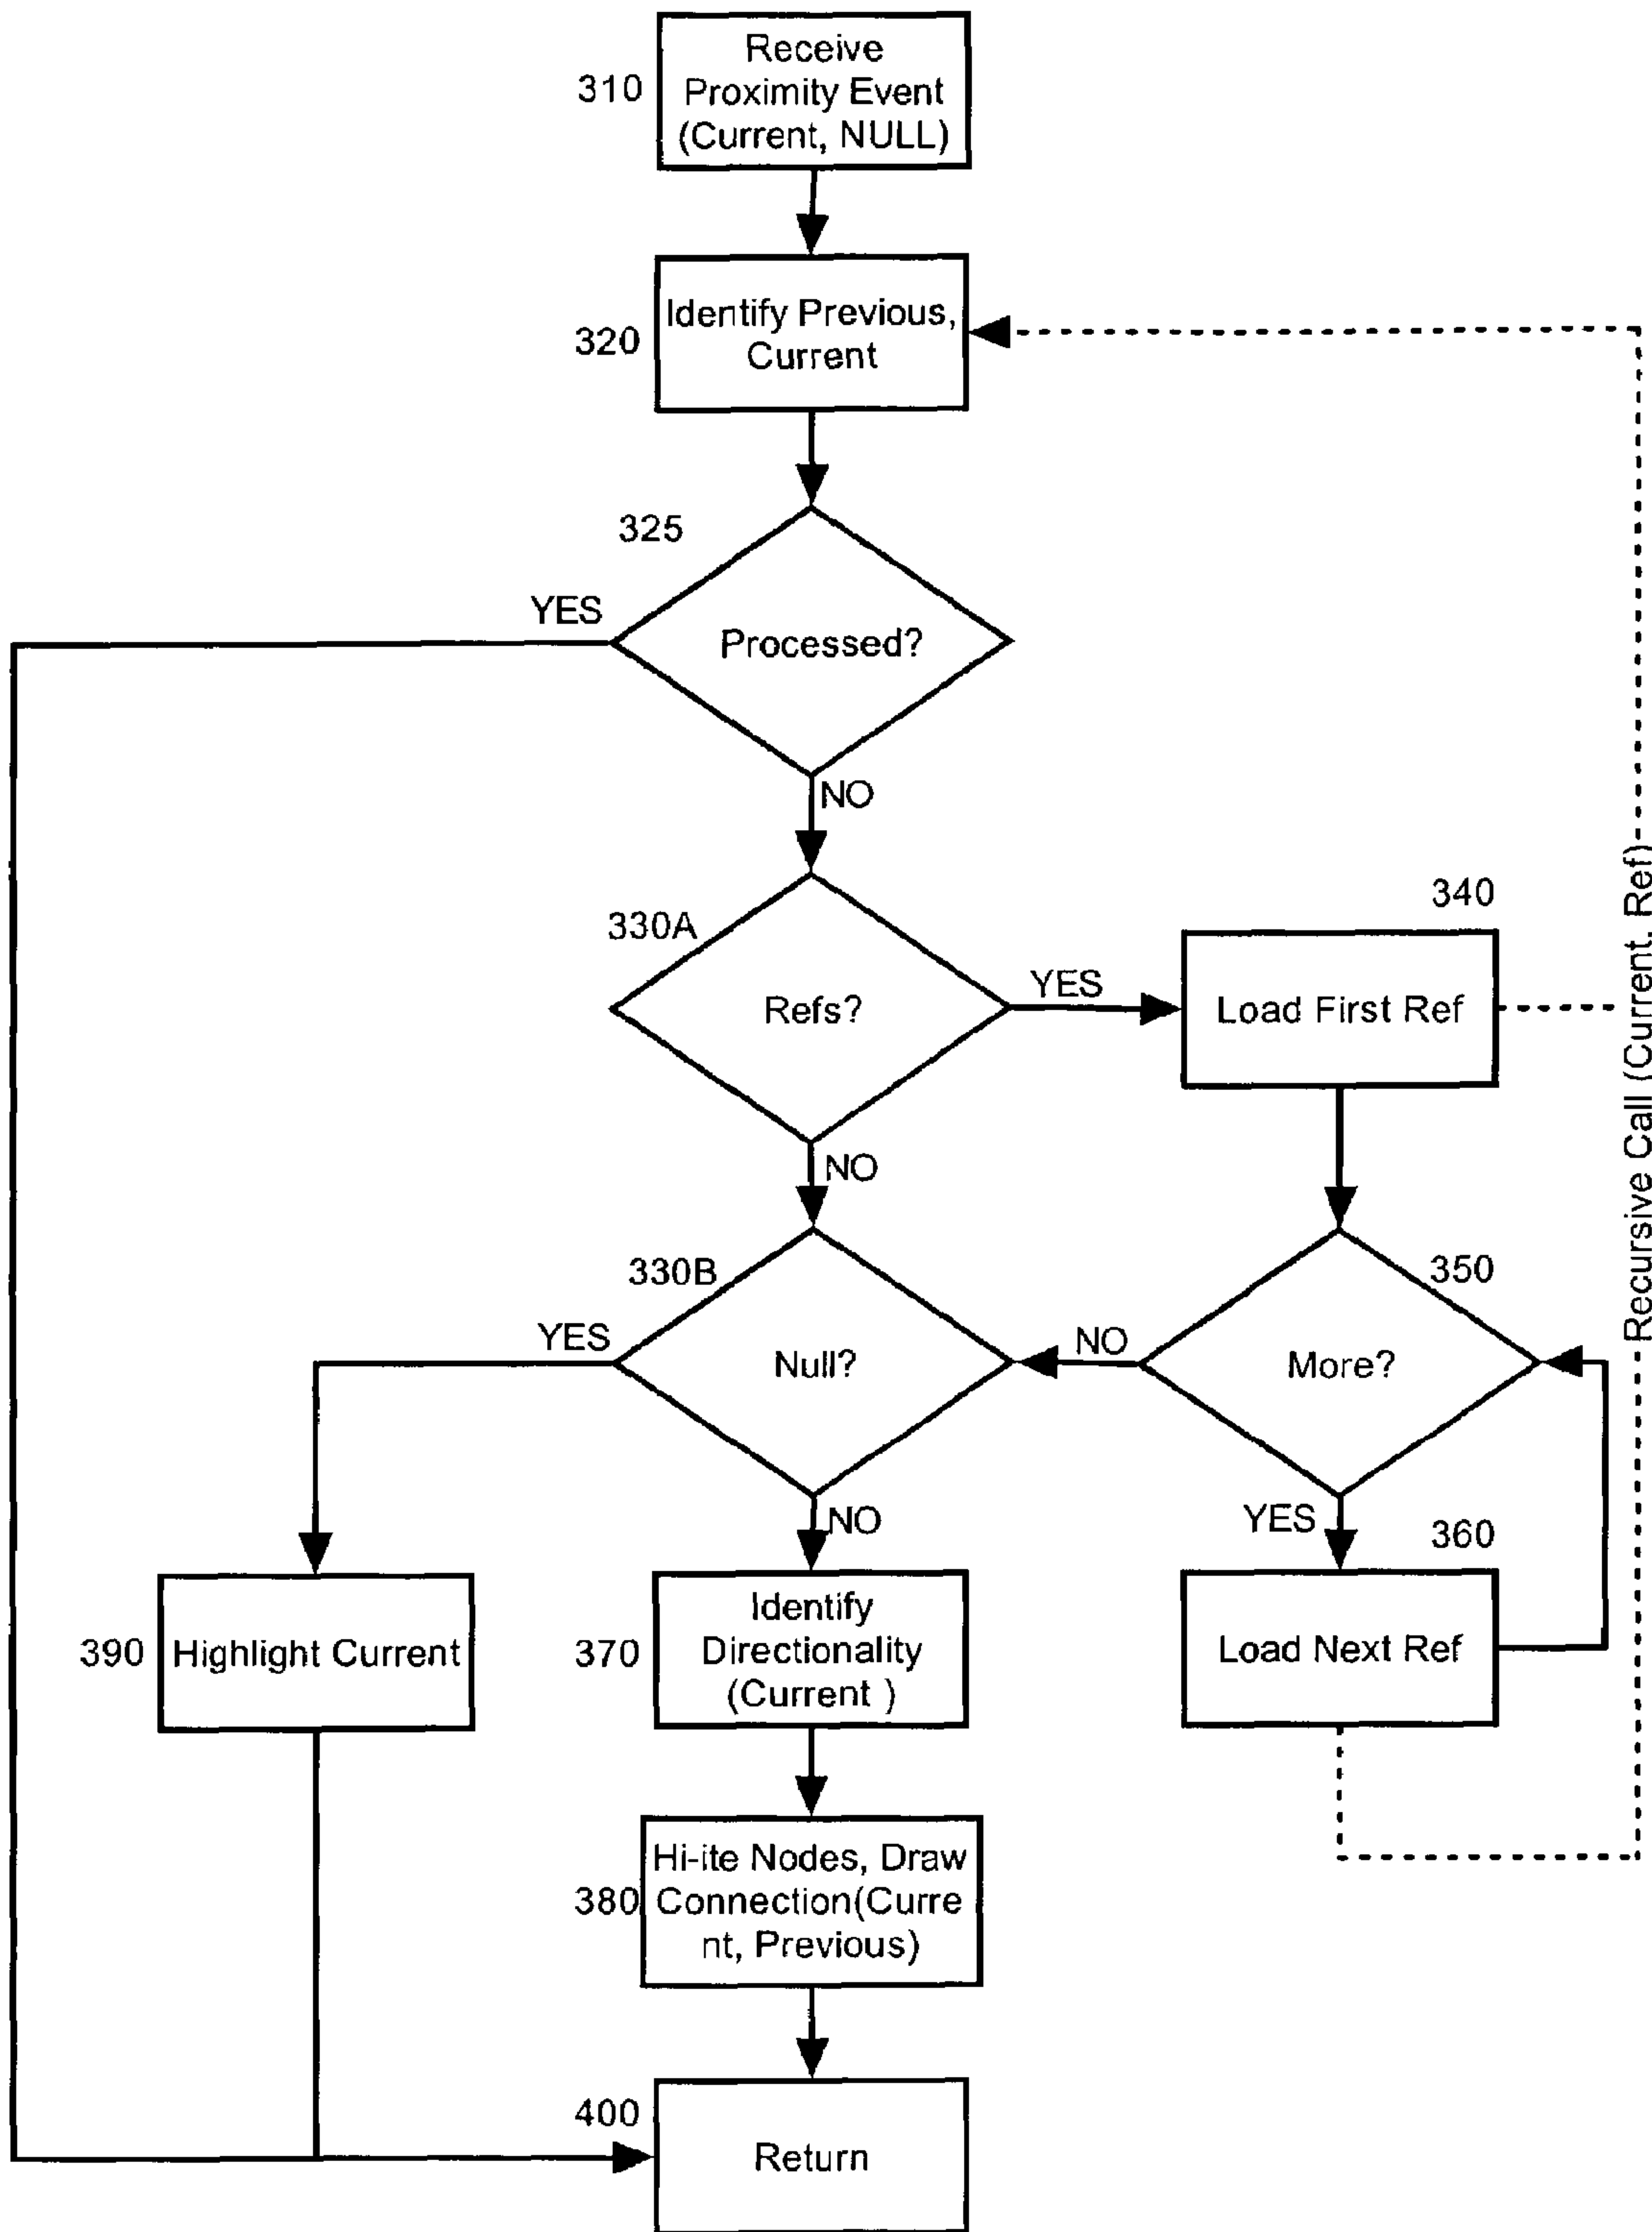 310
Receive
Proximity Event
(Current, NULL)
320
Identify Previous,
Current
325
YES
Processed?
NO
330A
Refs?
YES
340
Load First Ref
NO
330B
YES
Null?
NO
350
More?
NO
YES
360
Load Next Ref
Recursive Call (Current, Ref)
390
Highlight Current
370
Identify
Directionality
(Current )
380
Hi-ite Nodes, Draw
Connection(Curre
nt, Previous)
400
Return